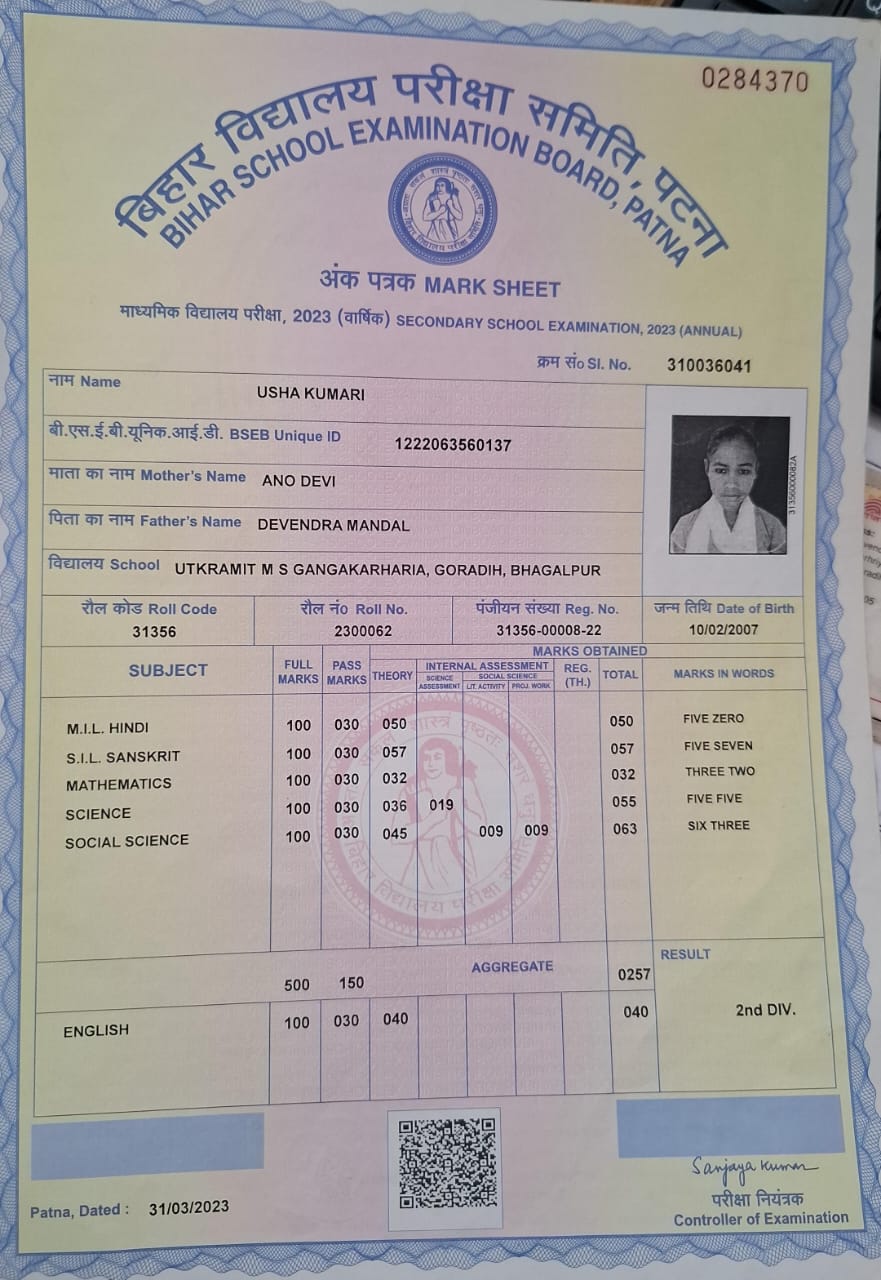 0284370
बिहार विद्यालय परीक्षा समिति, पटना
BIHAR SCHOOL EXAMINATION BOARD, PATNA
अंक पत्रक MARK SHEET
माध्यमिक विद्यालय परीक्षा, 2023 (वार्षिक) SECONDARY SCHOOL EXAMINATION, 2023 (ANNUAL)
क्रम सं० Sl. No. 310036041
नाम Name USHA KUMARI
बी.एस.ई.बी.यूनिक.आई.डी. BSEB Unique ID 1222063560137
माता का नाम Mother's Name ANO DEVI
पिता का नाम Father's Name DEVENDRA MANDAL
विद्यालय School UTKRAMIT M S GANGAKARHARIA, GORADIH, BHAGALPUR
31356000082A
रौल कोड Roll Code रौल नं० Roll No. पंजीयन संख्या Reg. No. जन्म तिथि Date of Birth
31356 2300062 31356-00008-22 10/02/2007
MARKS OBTAINED
SUBJECT FULL MARKS PASS MARKS THEORY INTERNAL ASSESSMENT REG. (TH.) TOTAL MARKS IN WORDS
SCIENCE ASSESSMENT SOCIAL SCIENCE LIT. ACTIVITY PROJ. WORK
M.I.L. HINDI 100 030 050 050 FIVE ZERO
S.I.L. SANSKRIT 100 030 057 057 FIVE SEVEN
MATHEMATICS 100 030 032 032 THREE TWO
SCIENCE 100 030 036 019 055 FIVE FIVE
SOCIAL SCIENCE 100 030 045 009 009 063 SIX THREE
500 150 AGGREGATE 0257 RESULT
ENGLISH 100 030 040 040 2nd DIV.
Patna, Dated : 31/03/2023
Sanjaya Kumar
परीक्षा नियंत्रक
Controller of Examination